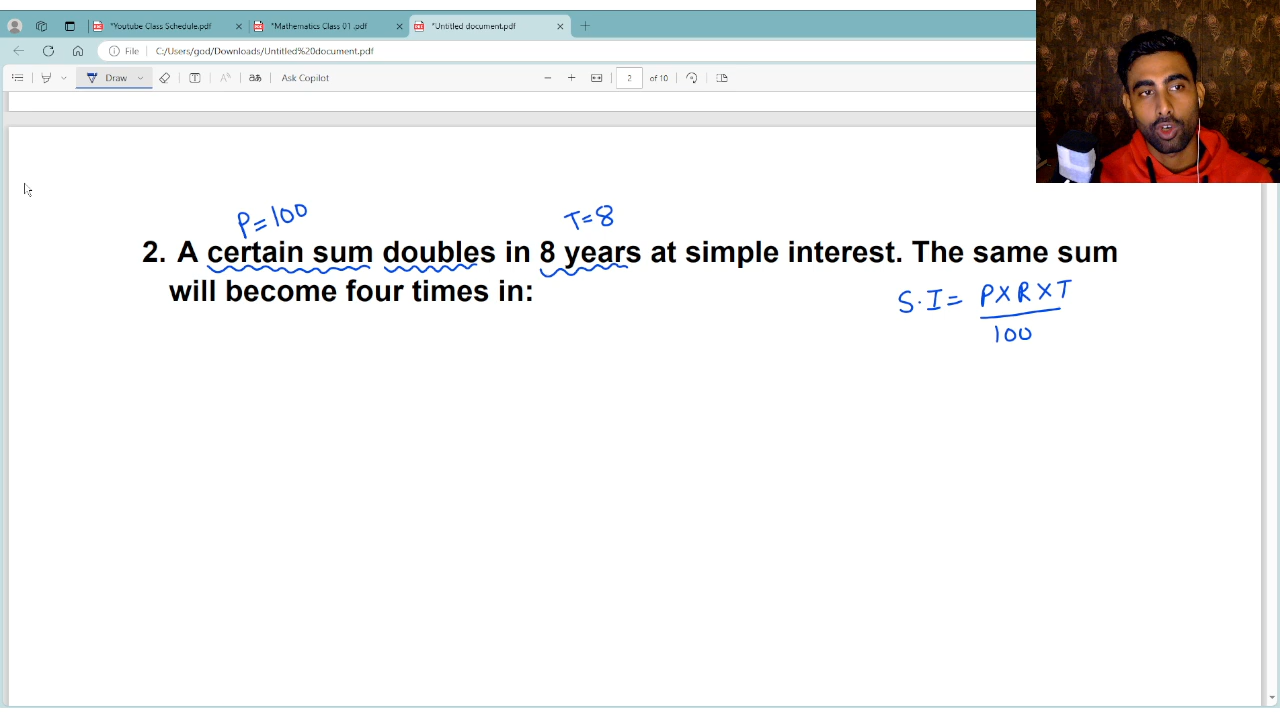 *Youtube Class Schedule.pdf
*Mathematics Class 01 .pdf
*Untitled document.pdf
File C:/Users/god/Downloads/Untitled%20document.pdf
Draw
Ask Copilot
2 of 10
P=100
T=8
2. A certain sum doubles in 8 years at simple interest. The same sum
will become four times in:
S.I = P×R×T
100